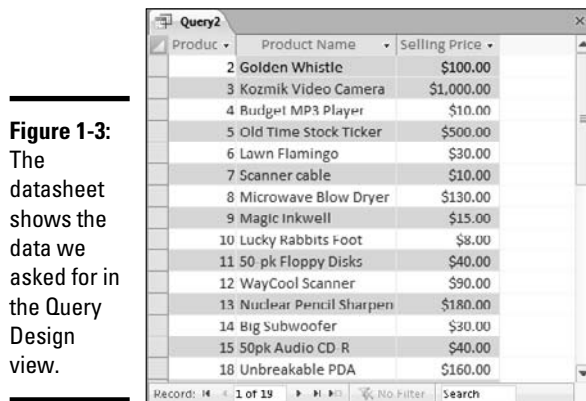 Figure 1-3:
The
datasheet
shows the
data we
asked for in
the Query
Design
view.
Query2
Produc Product Name Selling Price
2 Golden Whistle $100.00
3 Kozmik Video Camera $1,000.00
4 Budget MP3 Player $10.00
5 Old Time Stock Ticker $500.00
6 Lawn Flamingo $30.00
7 Scanner cable $10.00
8 Microwave Blow Dryer $130.00
9 Magic Inkwell $15.00
10 Lucky Rabbits Foot $8.00
11 50-pk Floppy Disks $40.00
12 WayCool Scanner $90.00
13 Nuclear Pencil Sharpen $180.00
14 Big Subwoofer $30.00
15 50pk Audio CD-R $40.00
18 Unbreakable PDA $160.00
Record: 1 of 19 No Filter Search